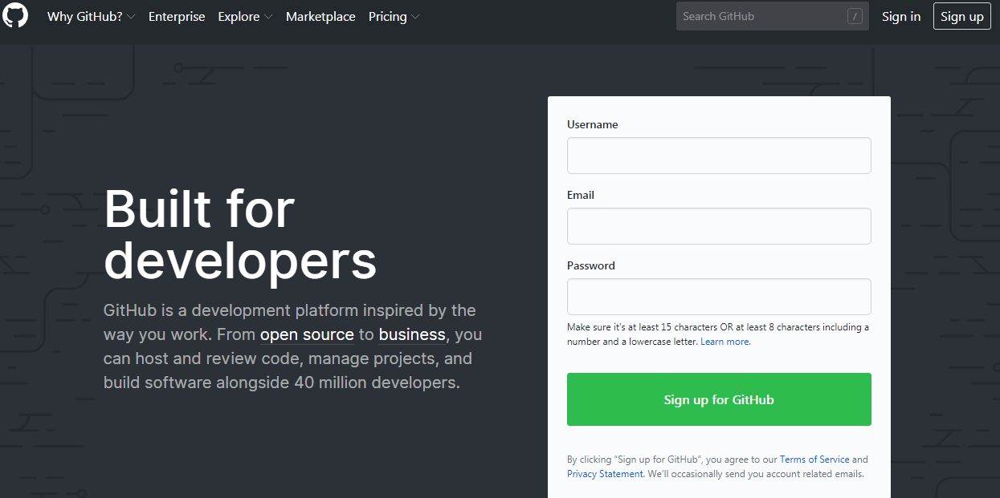 Why GitHub? Enterprise Explore Marketplace Pricing Search GitHub / Sign in Sign up
Built for
developers
GitHub is a development platform inspired by the
way you work. From open source to business, you
can host and review code, manage projects, and
build software alongside 40 million developers.
Username
Email
Password
Make sure it's at least 15 characters OR at least 8 characters including a
number and a lowercase letter. Learn more.
Sign up for GitHub
By clicking “Sign up for GitHub”, you agree to our Terms of Service and
Privacy Statement. We’ll occasionally send you account related emails.